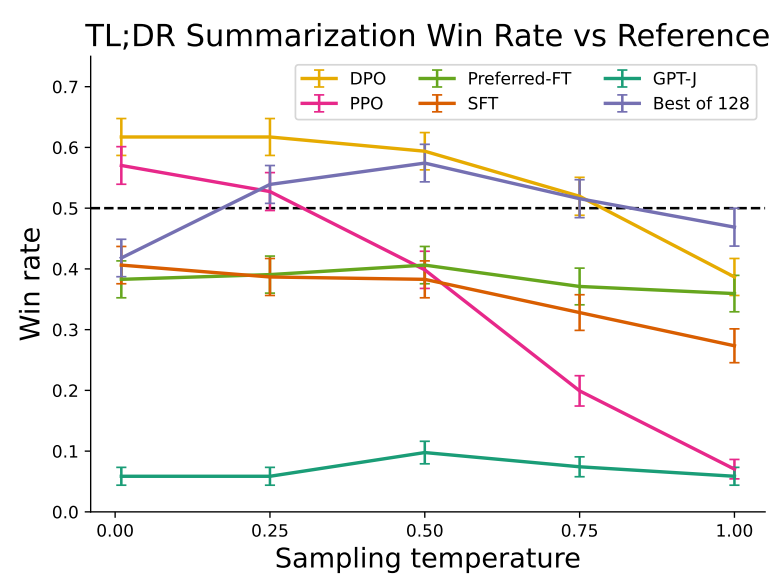 TL;DR Summarization Win Rate vs Reference
DPO Preferred-FT GPT-J
PPO SFT Best of 128
Win rate
0.7
0.6
0.5
0.4
0.3
0.2
0.1
0.0
0.00 0.25 0.50 0.75 1.00
Sampling temperature